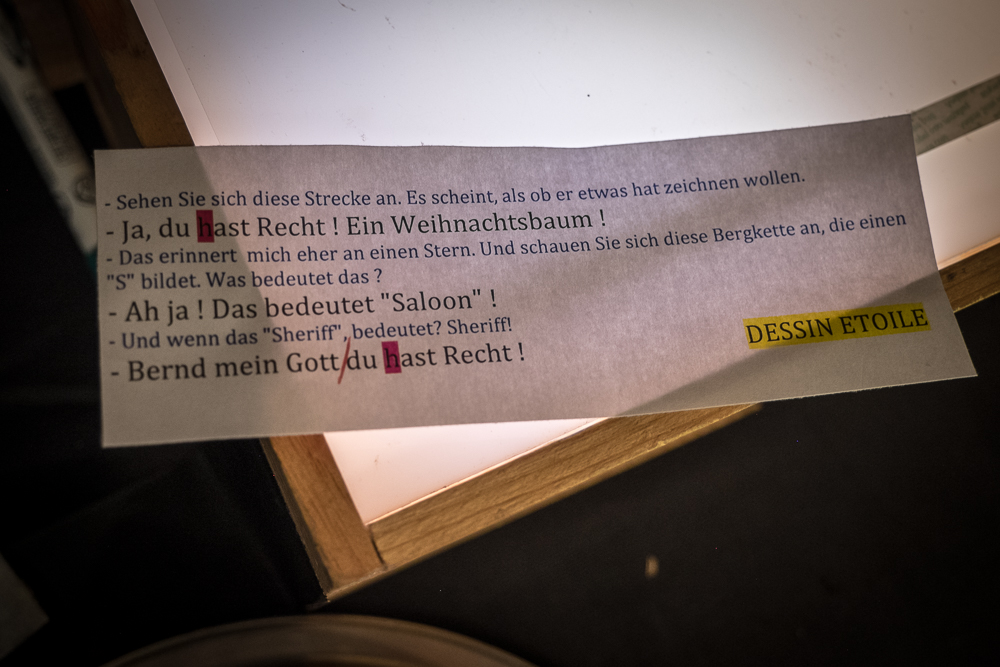 - Sehen Sie sich diese Strecke an. Es scheint, als ob er etwas hat zeichnen wollen.
- Ja, du hast Recht ! Ein Weihnachtsbaum !
- Das erinnert mich eher an einen Stern. Und schauen Sie sich diese Bergkette an, die einen
"S" bildet. Was bedeutet das ?
- Ah ja ! Das bedeutet "Saloon" !
- Und wenn das "Sheriff", bedeutet? Sheriff!
- Bernd mein Gott/du hast Recht !
DESSIN ETOILE